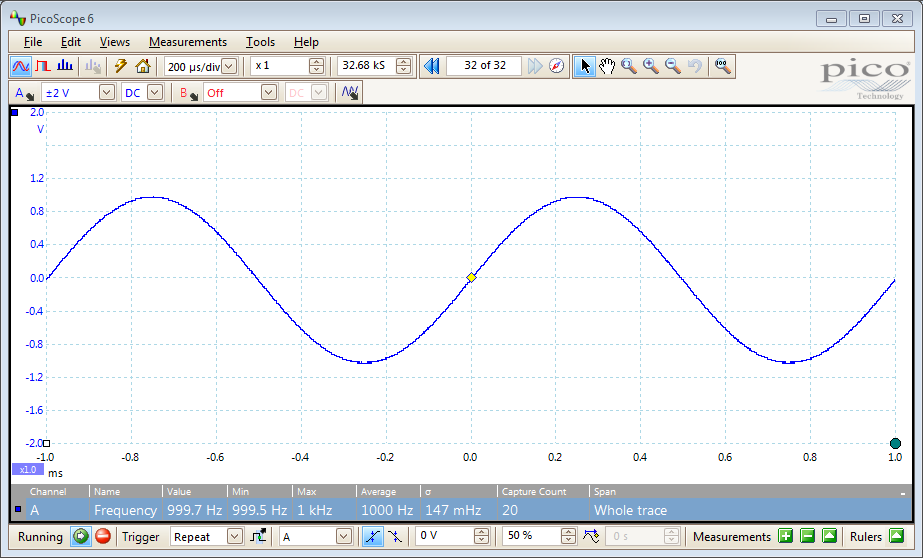 PicoScope 6
File Edit Views Measurements Tools Help
200 µs/div x 1 32.68 kS 32 of 32 100
pico
Technology
A ±2 V DC B Off DC
2.0
V
1.2
0.8
0.4
0.0
-0.4
-0.8
-1.2
-1.6
-2.0
-1.0 -0.8 -0.6 -0.4 -0.2 0.0 0.2 0.4 0.6 0.8 1.0
x1.0 ms
Channel Name Value Min Max Average σ Capture Count Span
A Frequency 999.7 Hz 999.5 Hz 1 kHz 1000 Hz 147 mHz 20 Whole trace
Running Trigger Repeat A 0 V 50 % 0 s Measurements Rulers